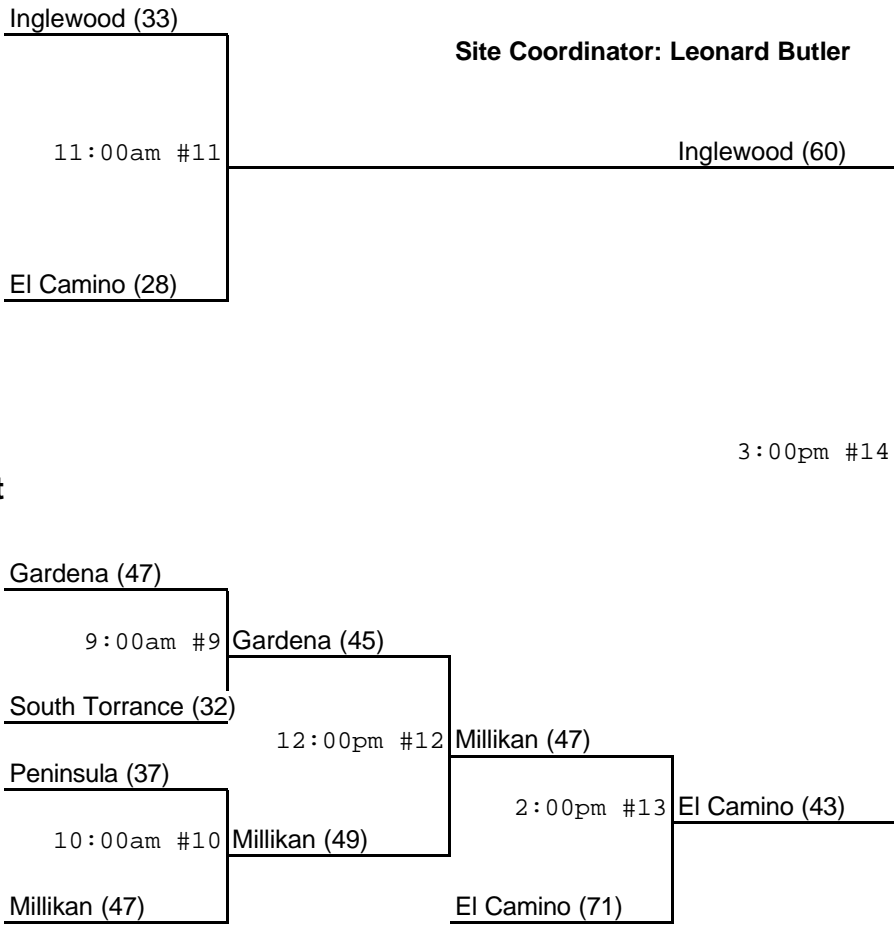 Inglewood (33)
Site Coordinator: Leonard Butler
11:00am #11
Inglewood (60)
El Camino (28)
3:00pm #14
t
Gardena (47)
9:00am #9
Gardena (45)
South Torrance (32)
12:00pm #12
Millikan (47)
Peninsula (37)
2:00pm #13
El Camino (43)
10:00am #10
Millikan (49)
Millikan (47)
El Camino (71)